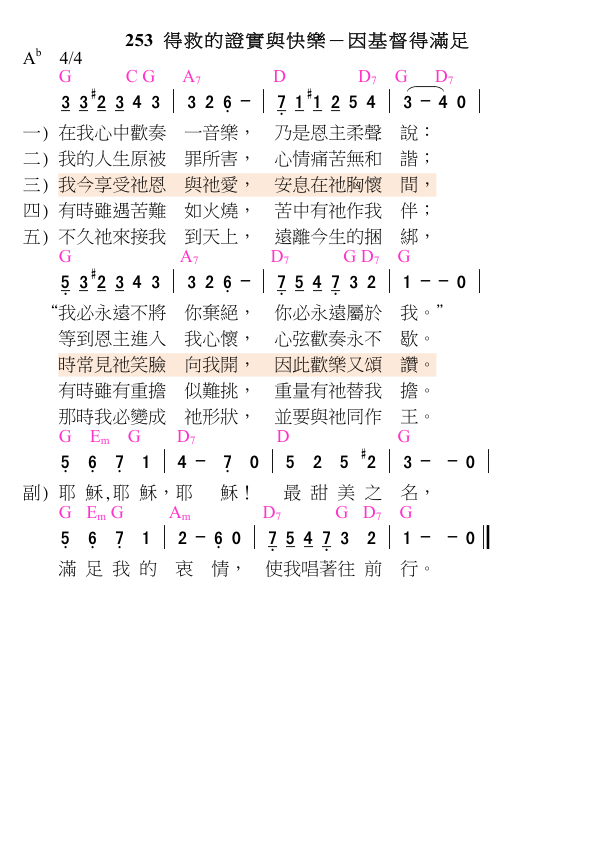 253 得救的證實與快樂－因基督得滿足
A♭ 4/4
G C G A7 D D7 G D7
3 3 #2 3 4 3 | 3 2 6 - | 7 1 #1 2 5 4 | 3 - 4 0 |
一) 在我心中歡奏 一音樂， 乃是恩主柔聲 說：
二) 我的人生原被 罪所害， 心情痛苦無和 諧；
三) 我今享受祂恩 與祂愛， 安息在祂胸懷 間，
四) 有時雖遇苦難 如火燒， 苦中有祂作我 伴；
五) 不久祂來接我 到天上， 遠離今生的捆 綁，
G A7 D7 G D7 G
5 3 #2 3 4 3 | 3 2 6 - | 7 5 4 7 3 2 | 1 - - 0 |
“我必永遠不將 你棄絕， 你必永遠屬於 我。”
等到恩主進入 我心懷， 心弦歡奏永不 歇。
時常見祂笑臉 向我開， 因此歡樂又頌 讚。
有時雖有重擔 似難挑， 重量有祂替我 擔。
那時我必變成 祂形狀， 並要與祂同作 王。
G Em G D7 D G
5 6 7 1 | 4 - 7 0 | 5 2 5 #2 | 3 - - 0 |
副) 耶 穌,耶 穌，耶 穌！ 最 甜 美 之 名，
G Em G Am D7 G D7 G
5 6 7 1 | 2 - 6 0 | 7 5 4 7 3 2 | 1 - - 0 ||
滿 足 我 的 衷 情， 使我唱著往 前 行。